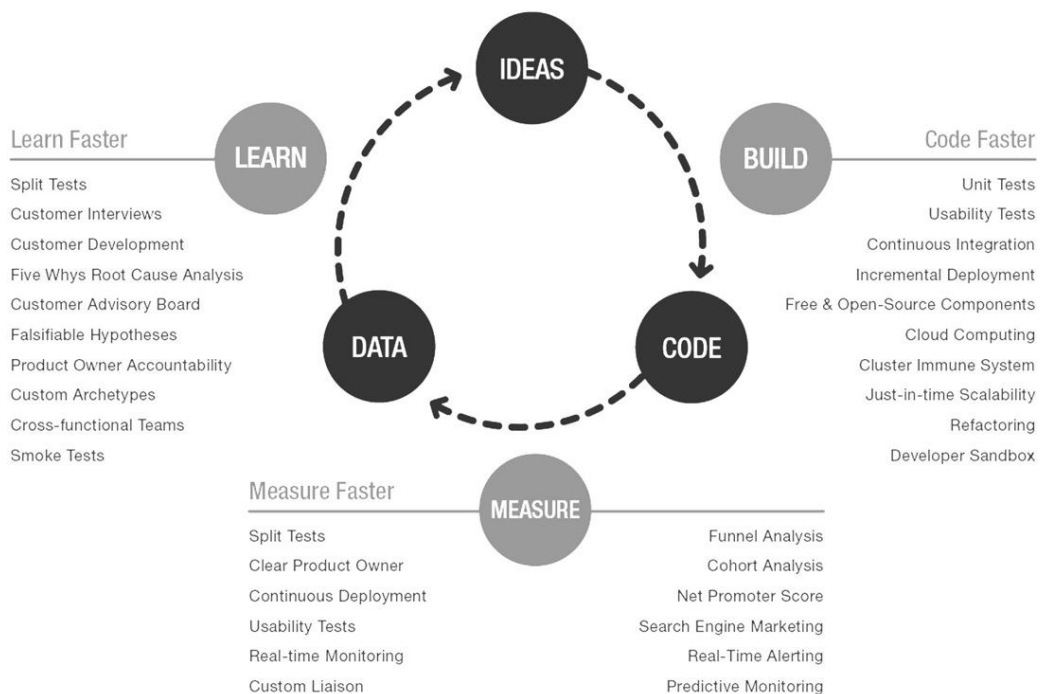 IDEAS
LEARN
BUILD
DATA
CODE
MEASURE
Learn Faster
Split Tests
Customer Interviews
Customer Development
Five Whys Root Cause Analysis
Customer Advisory Board
Falsifiable Hypotheses
Product Owner Accountability
Custom Archetypes
Cross-functional Teams
Smoke Tests
Code Faster
Unit Tests
Usability Tests
Continuous Integration
Incremental Deployment
Free & Open-Source Components
Cloud Computing
Cluster Immune System
Just-in-time Scalability
Refactoring
Developer Sandbox
Measure Faster
Split Tests
Clear Product Owner
Continuous Deployment
Usability Tests
Real-time Monitoring
Custom Liaison
Funnel Analysis
Cohort Analysis
Net Promoter Score
Search Engine Marketing
Real-Time Alerting
Predictive Monitoring